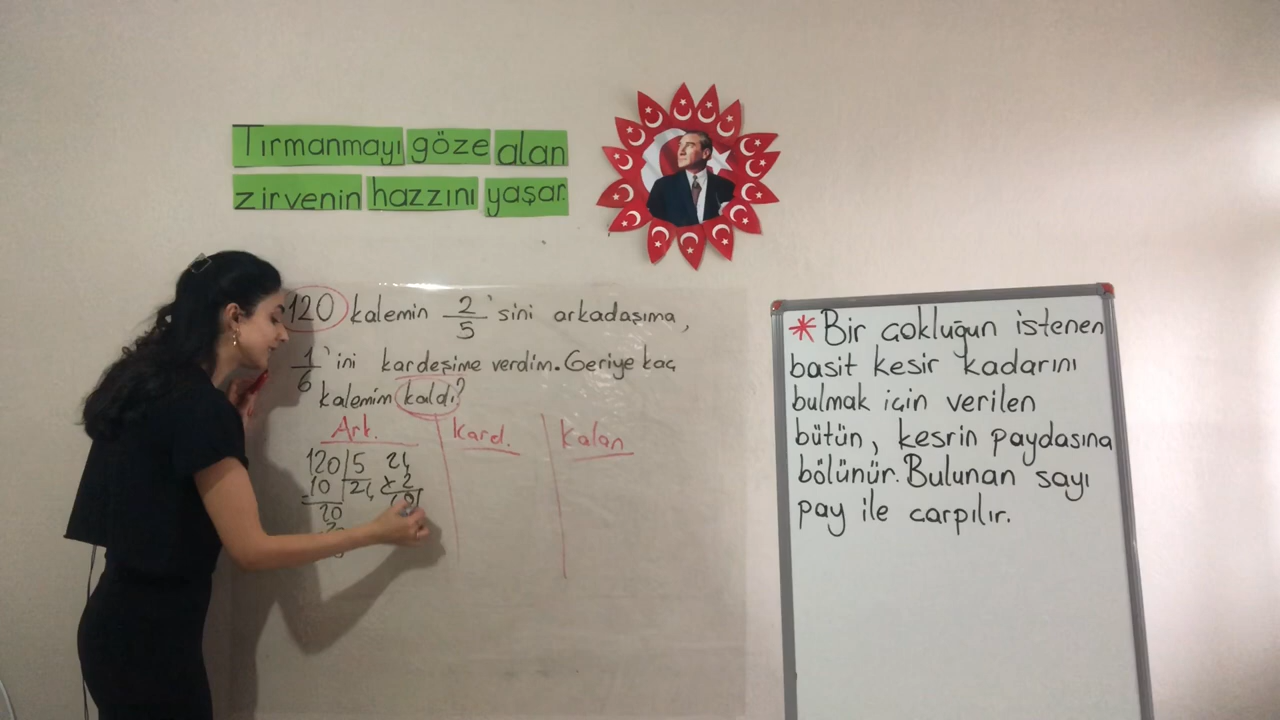 Tırmanmayı göze alan
zirvenin hazzını yaşar.
120 kalemin 2/5'sini arkadaşıma,
1/6'ini kardeşime verdim. Geriye kaç
kalemim kaldı?
Ark. Kard. Kalan
120 5 24
10 24 x 2
20
* Bir çokluğun istenen
basit kesir kadarını
bulmak için verilen
bütün, kesrin paydasına
bölünür. Bulunan sayı
pay ile çarpılır.